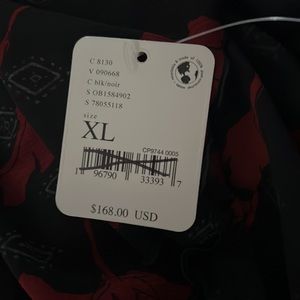 C 8130
V 090668
C blk/noir
S OB1584902
S 78055118
size
XL
CP9744 0005
96790 33393 7
$168.00 USD